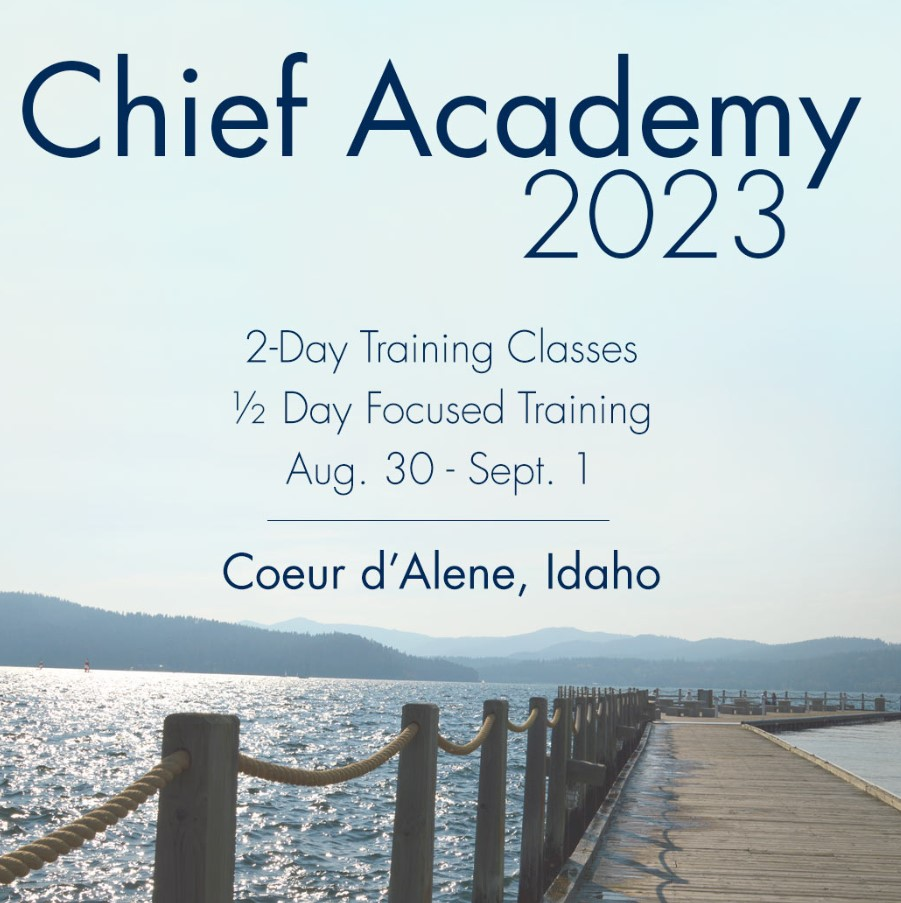 Chief Academy
2023
2-Day Training Classes
½ Day Focused Training
Aug. 30 - Sept. 1
Coeur d’Alene, Idaho